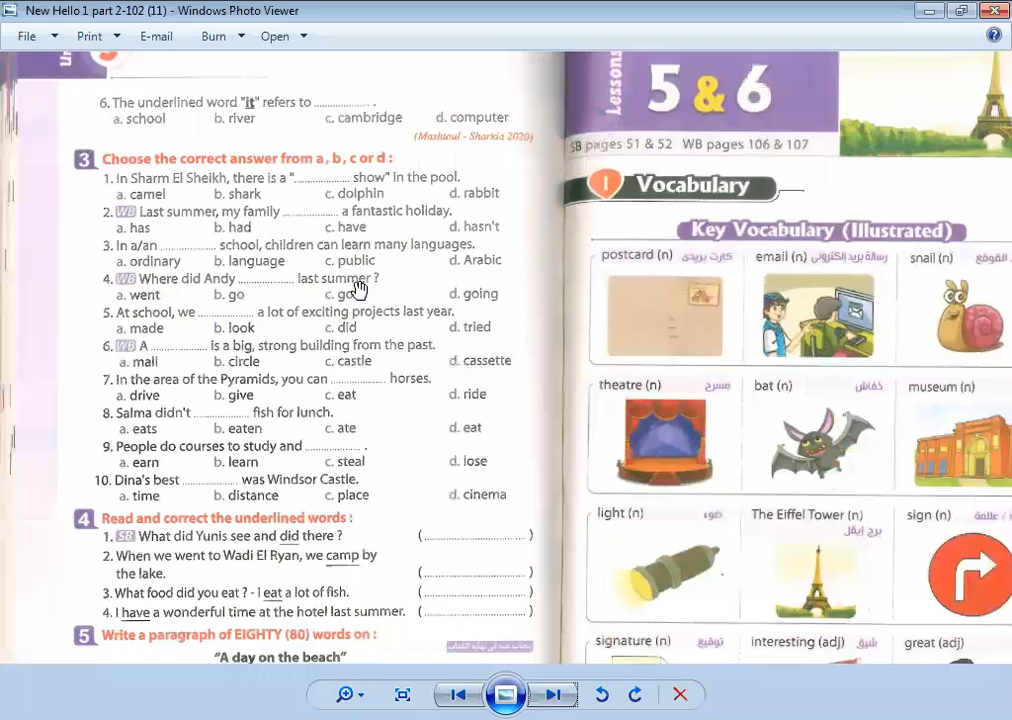 New Hello 1 part 2-102 (11) - Windows Photo Viewer
File Print E-mail Burn Open
6. The underlined word "it" refers to .................. .
a. school b. river c. cambridge d. computer
(Mashtoul - Sharkia 2020)
3 Choose the correct answer from a, b, c or d :
1. In Sharm El Sheikh, there is a ".................. show" in the pool.
a. camel b. shark c. dolphin d. rabbit
2. WB Last summer, my family .................. a fantastic holiday.
a. has b. had c. have d. hasn't
3. In a/an .................. school, children can learn many languages.
a. ordinary b. language c. public d. Arabic
4. WB Where did Andy .................. last summer ?
a. went b. go c. d. going
5. At school, we .................. a lot of exciting projects last year.
a. made b. look c. did d. tried
6. WB A .................. is a big, strong building from the past.
a. mall b. circle c. castle d. cassette
7. In the area of the Pyramids, you can .................. horses.
a. drive b. give c. eat d. ride
8. Salma didn't .................. fish for lunch.
a. eats b. eaten c. ate d. eat
9. People do courses to study and .................. .
a. earn b. learn c. steal d. lose
10. Dina's best .................. was Windsor Castle.
a. time b. distance c. place d. cinema
4 Read and correct the underlined words :
1. SB What did Yunis see and did there ? (..............................)
2. When we went to Wadi El Ryan, we camp by
the lake. (..............................)
3. What food did you eat ? - I eat a lot of fish. (..............................)
4. I have a wonderful time at the hotel last summer. (..............................)
5 Write a paragraph of EIGHTY (80) words on :
"A day on the beach"
Lessons 5 & 6
SB pages 51 & 52 WB pages 106 & 107
1 Vocabulary
Key Vocabulary (Illustrated)
postcard (n) كارت بريدى email (n) رسالة بريد إلكترونى snail (n) القوقع
theatre (n) مسرح bat (n) خفاش museum (n)
light (n) ضوء The Eiffel Tower (n) sign (n) علامة /
برج إيفل
signature (n) توقيع interesting (adj) شيق great (adj)